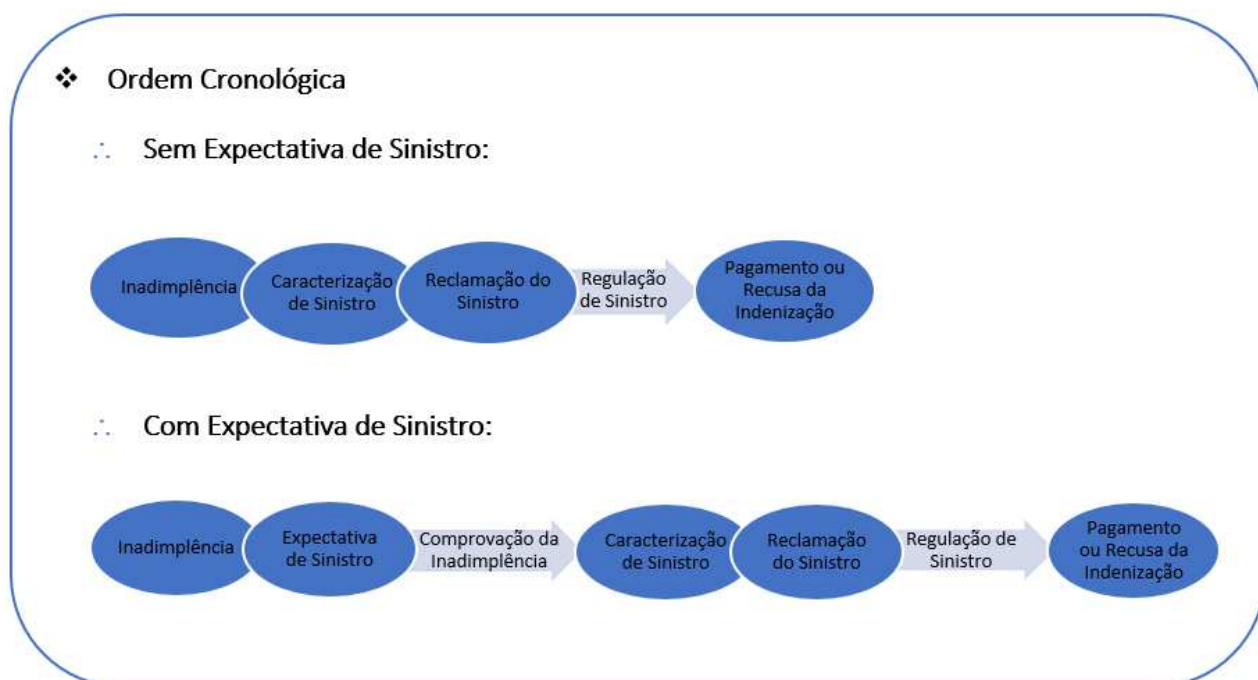 ❖ Ordem Cronológica
∴ Sem Expectativa de Sinistro:
Inadimplência
Caracterização
de Sinistro
Reclamação do
Sinistro
Regulação
de Sinistro
Pagamento ou
Recusa da
Indenização
∴ Com Expectativa de Sinistro:
Inadimplência
Expectativa
de Sinistro
Comprovação da
Inadimplência
Caracterização
de Sinistro
Reclamação
do Sinistro
Regulação de
Sinistro
Pagamento
ou Recusa da
Indenização